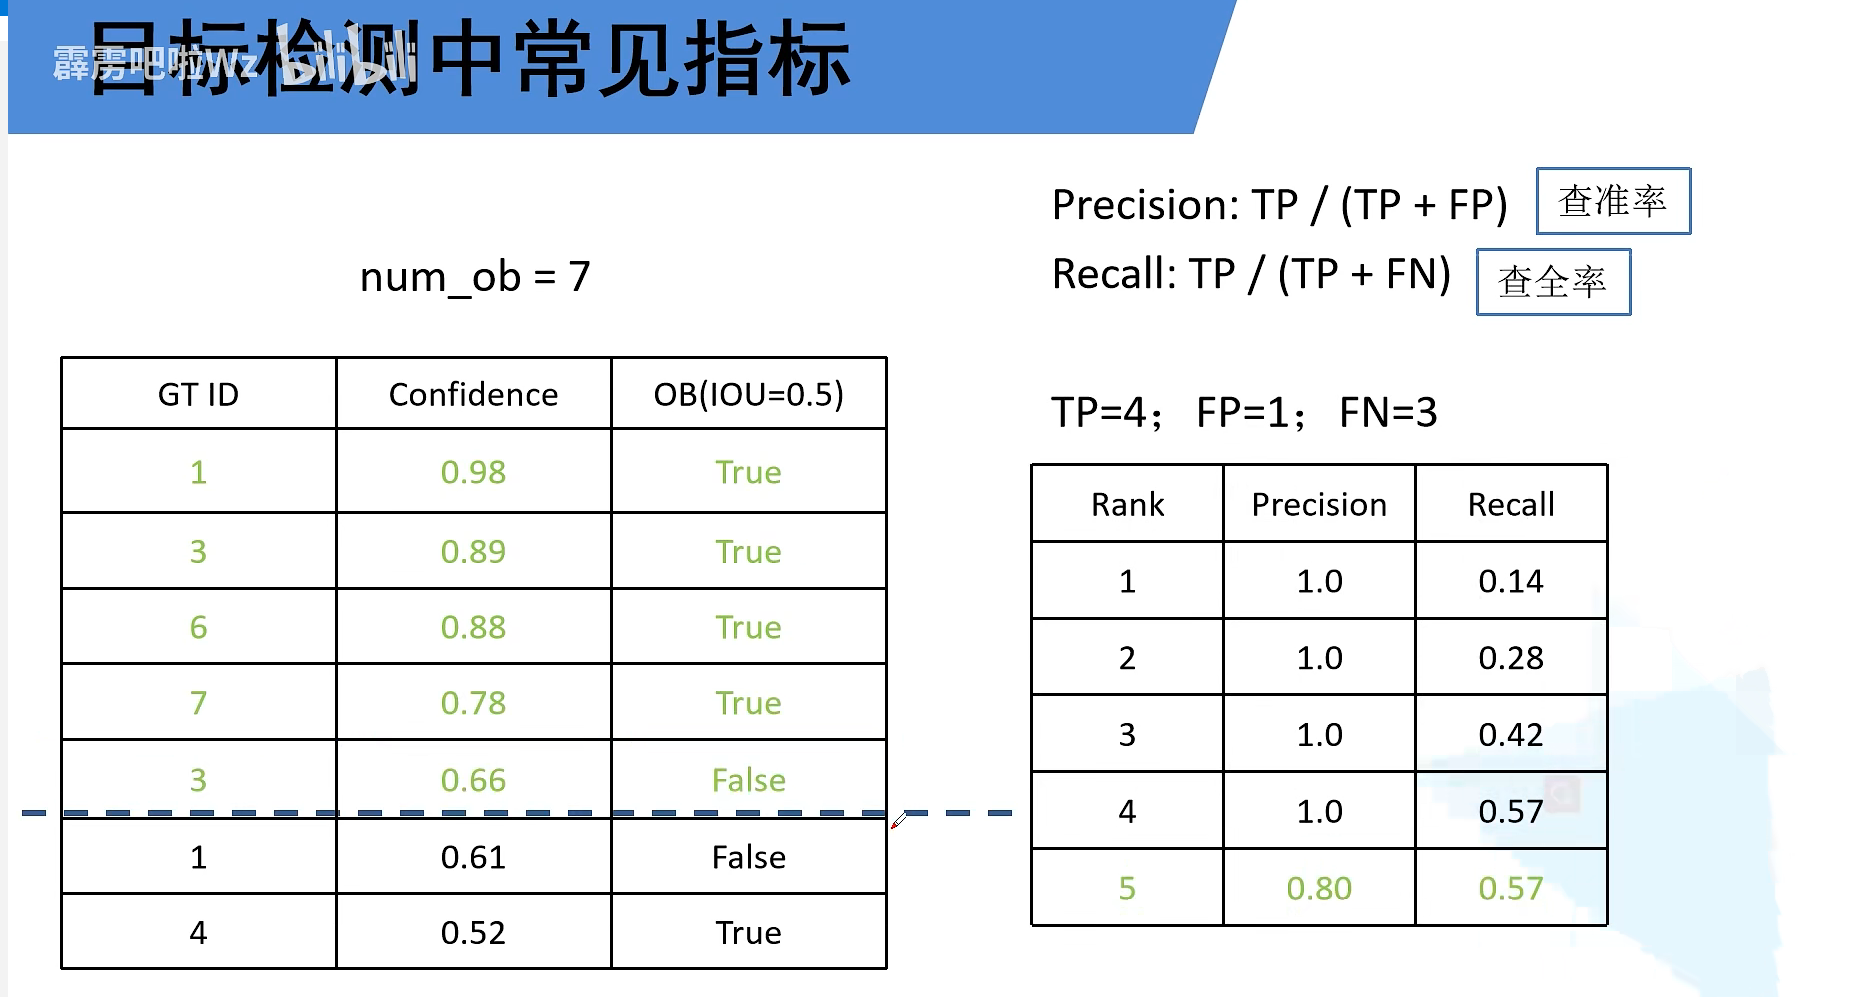 目标检测中常见指标
霹雳吧啦Wz bilibili
Precision: TP / (TP + FP) 查准率
Recall: TP / (TP + FN) 查全率
num_ob = 7
GT ID Confidence OB(IOU=0.5)
1 0.98 True
3 0.89 True
6 0.88 True
7 0.78 True
3 0.66 False
1 0.61 False
4 0.52 True
TP=4； FP=1； FN=3
Rank Precision Recall
1 1.0 0.14
2 1.0 0.28
3 1.0 0.42
4 1.0 0.57
5 0.80 0.57